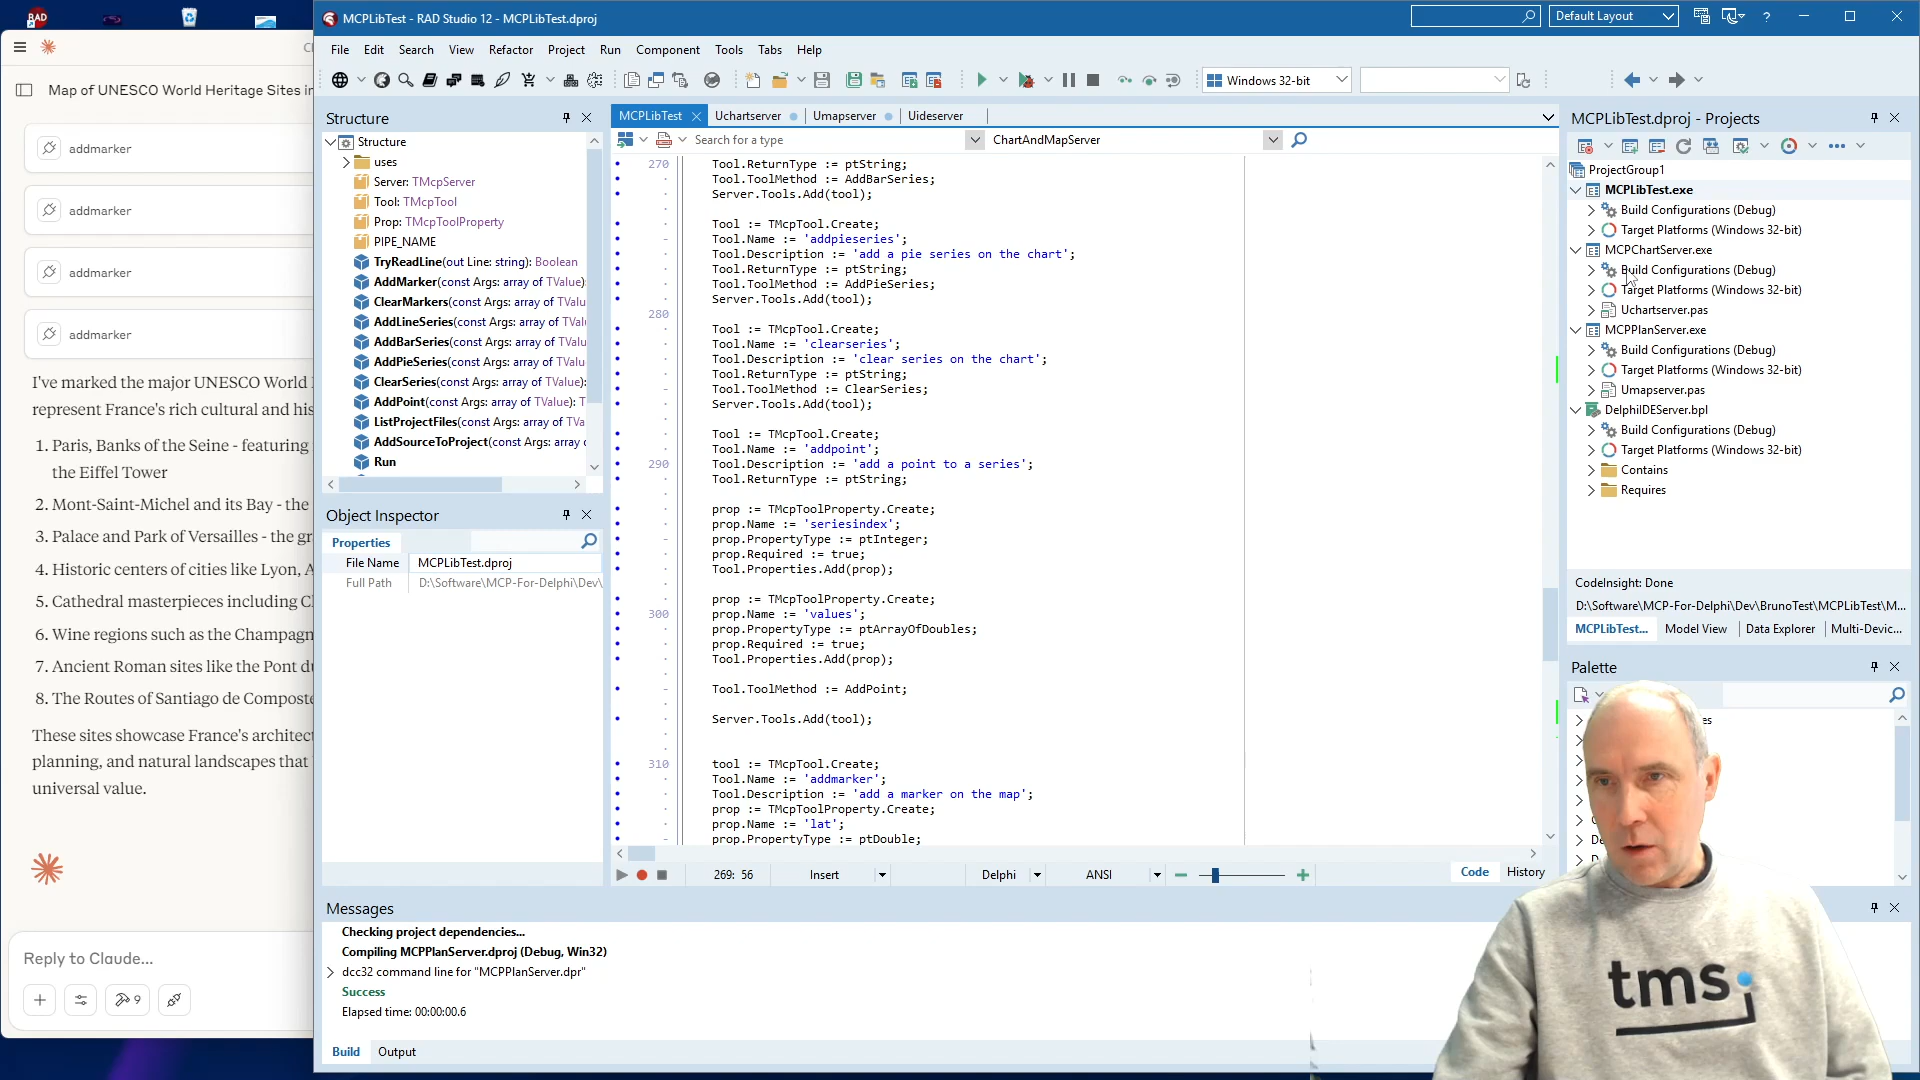 RAD
C
Map of UNESCO World Heritage Sites in
addmarker
addmarker
addmarker
addmarker
I've marked the major UNESCO World
represent France's rich cultural and his
1. Paris, Banks of the Seine - featuring
the Eiffel Tower
2. Mont-Saint-Michel and its Bay - the
3. Palace and Park of Versailles - the gr
4. Historic centers of cities like Lyon, A
5. Cathedral masterpieces including C
6. Wine regions such as the Champagn
7. Ancient Roman sites like the Pont du
8. The Routes of Santiago de Composte
These sites showcase France's architect
planning, and natural landscapes that
universal value.
Reply to Claude...
9
MCPLibTest - RAD Studio 12 - MCPLibTest.dproj
Default Layout
?
File Edit Search View Refactor Project Run Component Tools Tabs Help
Windows 32-bit
Structure
Structure
uses
Server: TMcpServer
Tool: TMcpTool
Prop: TMcpToolProperty
PIPE_NAME
TryReadLine(out Line: string): Boolean
AddMarker(const Args: array of TValue)
ClearMarkers(const Args: array of TValu
AddLineSeries(const Args: array of TValu
AddBarSeries(const Args: array of TValu
AddPieSeries(const Args: array of TValue
ClearSeries(const Args: array of TValue):
AddPoint(const Args: array of TValue): T
ListProjectFiles(const Args: array of TVa
AddSourceToProject(const Args: array o
Run
Object Inspector
Properties
File Name MCPLibTest.dproj
Full Path D:\Software\MCP-For-Delphi\Dev\
MCPLibTest Uchartserver Umapserver Uideserver
Search for a type ChartAndMapServer
270 Tool.ReturnType := ptString;
Tool.ToolMethod := AddBarSeries;
Server.Tools.Add(tool);
Tool := TMcpTool.Create;
Tool.Name := 'addpieseries';
Tool.Description := 'add a pie series on the chart';
Tool.ReturnType := ptString;
Tool.ToolMethod := AddPieSeries;
Server.Tools.Add(tool);
280
Tool := TMcpTool.Create;
Tool.Name := 'clearseries';
Tool.Description := 'clear series on the chart';
Tool.ReturnType := ptString;
Tool.ToolMethod := ClearSeries;
Server.Tools.Add(tool);
Tool := TMcpTool.Create;
Tool.Name := 'addpoint';
290 Tool.Description := 'add a point to a series';
Tool.ReturnType := ptString;
prop := TMcpToolProperty.Create;
prop.Name := 'seriesindex';
prop.PropertyType := ptInteger;
prop.Required := true;
Tool.Properties.Add(prop);
prop := TMcpToolProperty.Create;
300 prop.Name := 'values';
prop.PropertyType := ptArrayOfDoubles;
prop.Required := true;
Tool.Properties.Add(prop);
Tool.ToolMethod := AddPoint;
Server.Tools.Add(tool);
310 tool := TMcpTool.Create;
Tool.Name := 'addmarker';
Tool.Description := 'add a marker on the map';
prop := TMcpToolProperty.Create;
prop.Name := 'lat';
prop.PropertyType := ptDouble;
269: 56 Insert Delphi ANSI Code History
Messages
Checking project dependencies...
Compiling MCPPlanServer.dproj (Debug, Win32)
dcc32 command line for "MCPPlanServer.dpr"
Success
Elapsed time: 00:00:00.6
Build Output
MCPLibTest.dproj - Projects
ProjectGroup1
MCPLibTest.exe
Build Configurations (Debug)
Target Platforms (Windows 32-bit)
MCPChartServer.exe
Build Configurations (Debug)
Target Platforms (Windows 32-bit)
Uchartserver.pas
MCPPlanServer.exe
Build Configurations (Debug)
Target Platforms (Windows 32-bit)
Umapserver.pas
DelphiIDEServer.bpl
Build Configurations (Debug)
Target Platforms (Windows 32-bit)
Contains
Requires
CodeInsight: Done
D:\Software\MCP-For-Delphi\Dev\BrunoTest\MCPLibTest\M...
MCPLibTest... Model View Data Explorer Multi-Devic...
Palette
es
De
D
tms